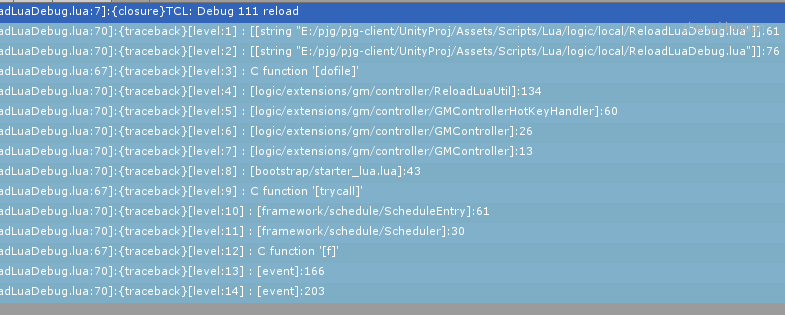 adLuaDebug.lua:7]:{closure}TCL: Debug 111 reload
adLuaDebug.lua:70]:{traceback}[level:1] : [[string "E:/pjg/pjg-client/UnityProj/Assets/Scripts/Lua/logic/local/ReloadLuaDebug.lua"]]:61
adLuaDebug.lua:70]:{traceback}[level:2] : [[string "E:/pjg/pjg-client/UnityProj/Assets/Scripts/Lua/logic/local/ReloadLuaDebug.lua"]]:76
adLuaDebug.lua:67]:{traceback}[level:3] : C function '[dofile]'
adLuaDebug.lua:70]:{traceback}[level:4] : [logic/extensions/gm/controller/ReloadLuaUtil]:134
adLuaDebug.lua:70]:{traceback}[level:5] : [logic/extensions/gm/controller/GMControllerHotKeyHandler]:60
adLuaDebug.lua:70]:{traceback}[level:6] : [logic/extensions/gm/controller/GMController]:26
adLuaDebug.lua:70]:{traceback}[level:7] : [logic/extensions/gm/controller/GMController]:13
adLuaDebug.lua:70]:{traceback}[level:8] : [bootstrap/starter_lua.lua]:43
adLuaDebug.lua:67]:{traceback}[level:9] : C function '[trycall]'
adLuaDebug.lua:70]:{traceback}[level:10] : [framework/schedule/ScheduleEntry]:61
adLuaDebug.lua:70]:{traceback}[level:11] : [framework/schedule/Scheduler]:30
adLuaDebug.lua:67]:{traceback}[level:12] : C function '[f]'
adLuaDebug.lua:70]:{traceback}[level:13] : [event]:166
adLuaDebug.lua:70]:{traceback}[level:14] : [event]:203